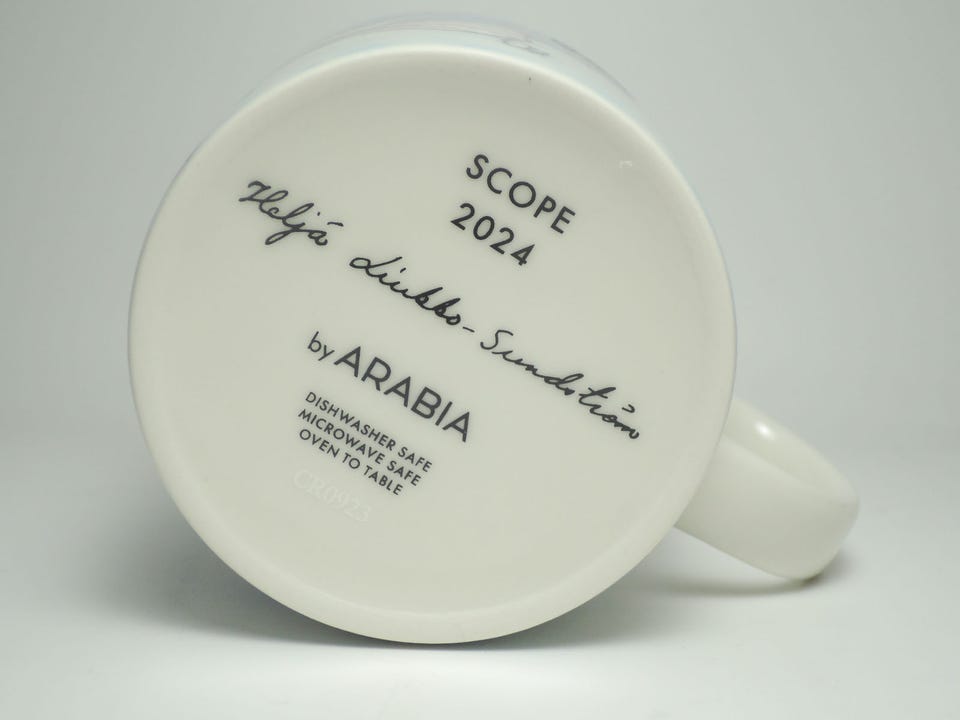 SCOPE
2024
Heljä Liukko-Sundström
by ARABIA
DISHWASHER SAFE
MICROWAVE SAFE
OVEN TO TABLE
CR0923